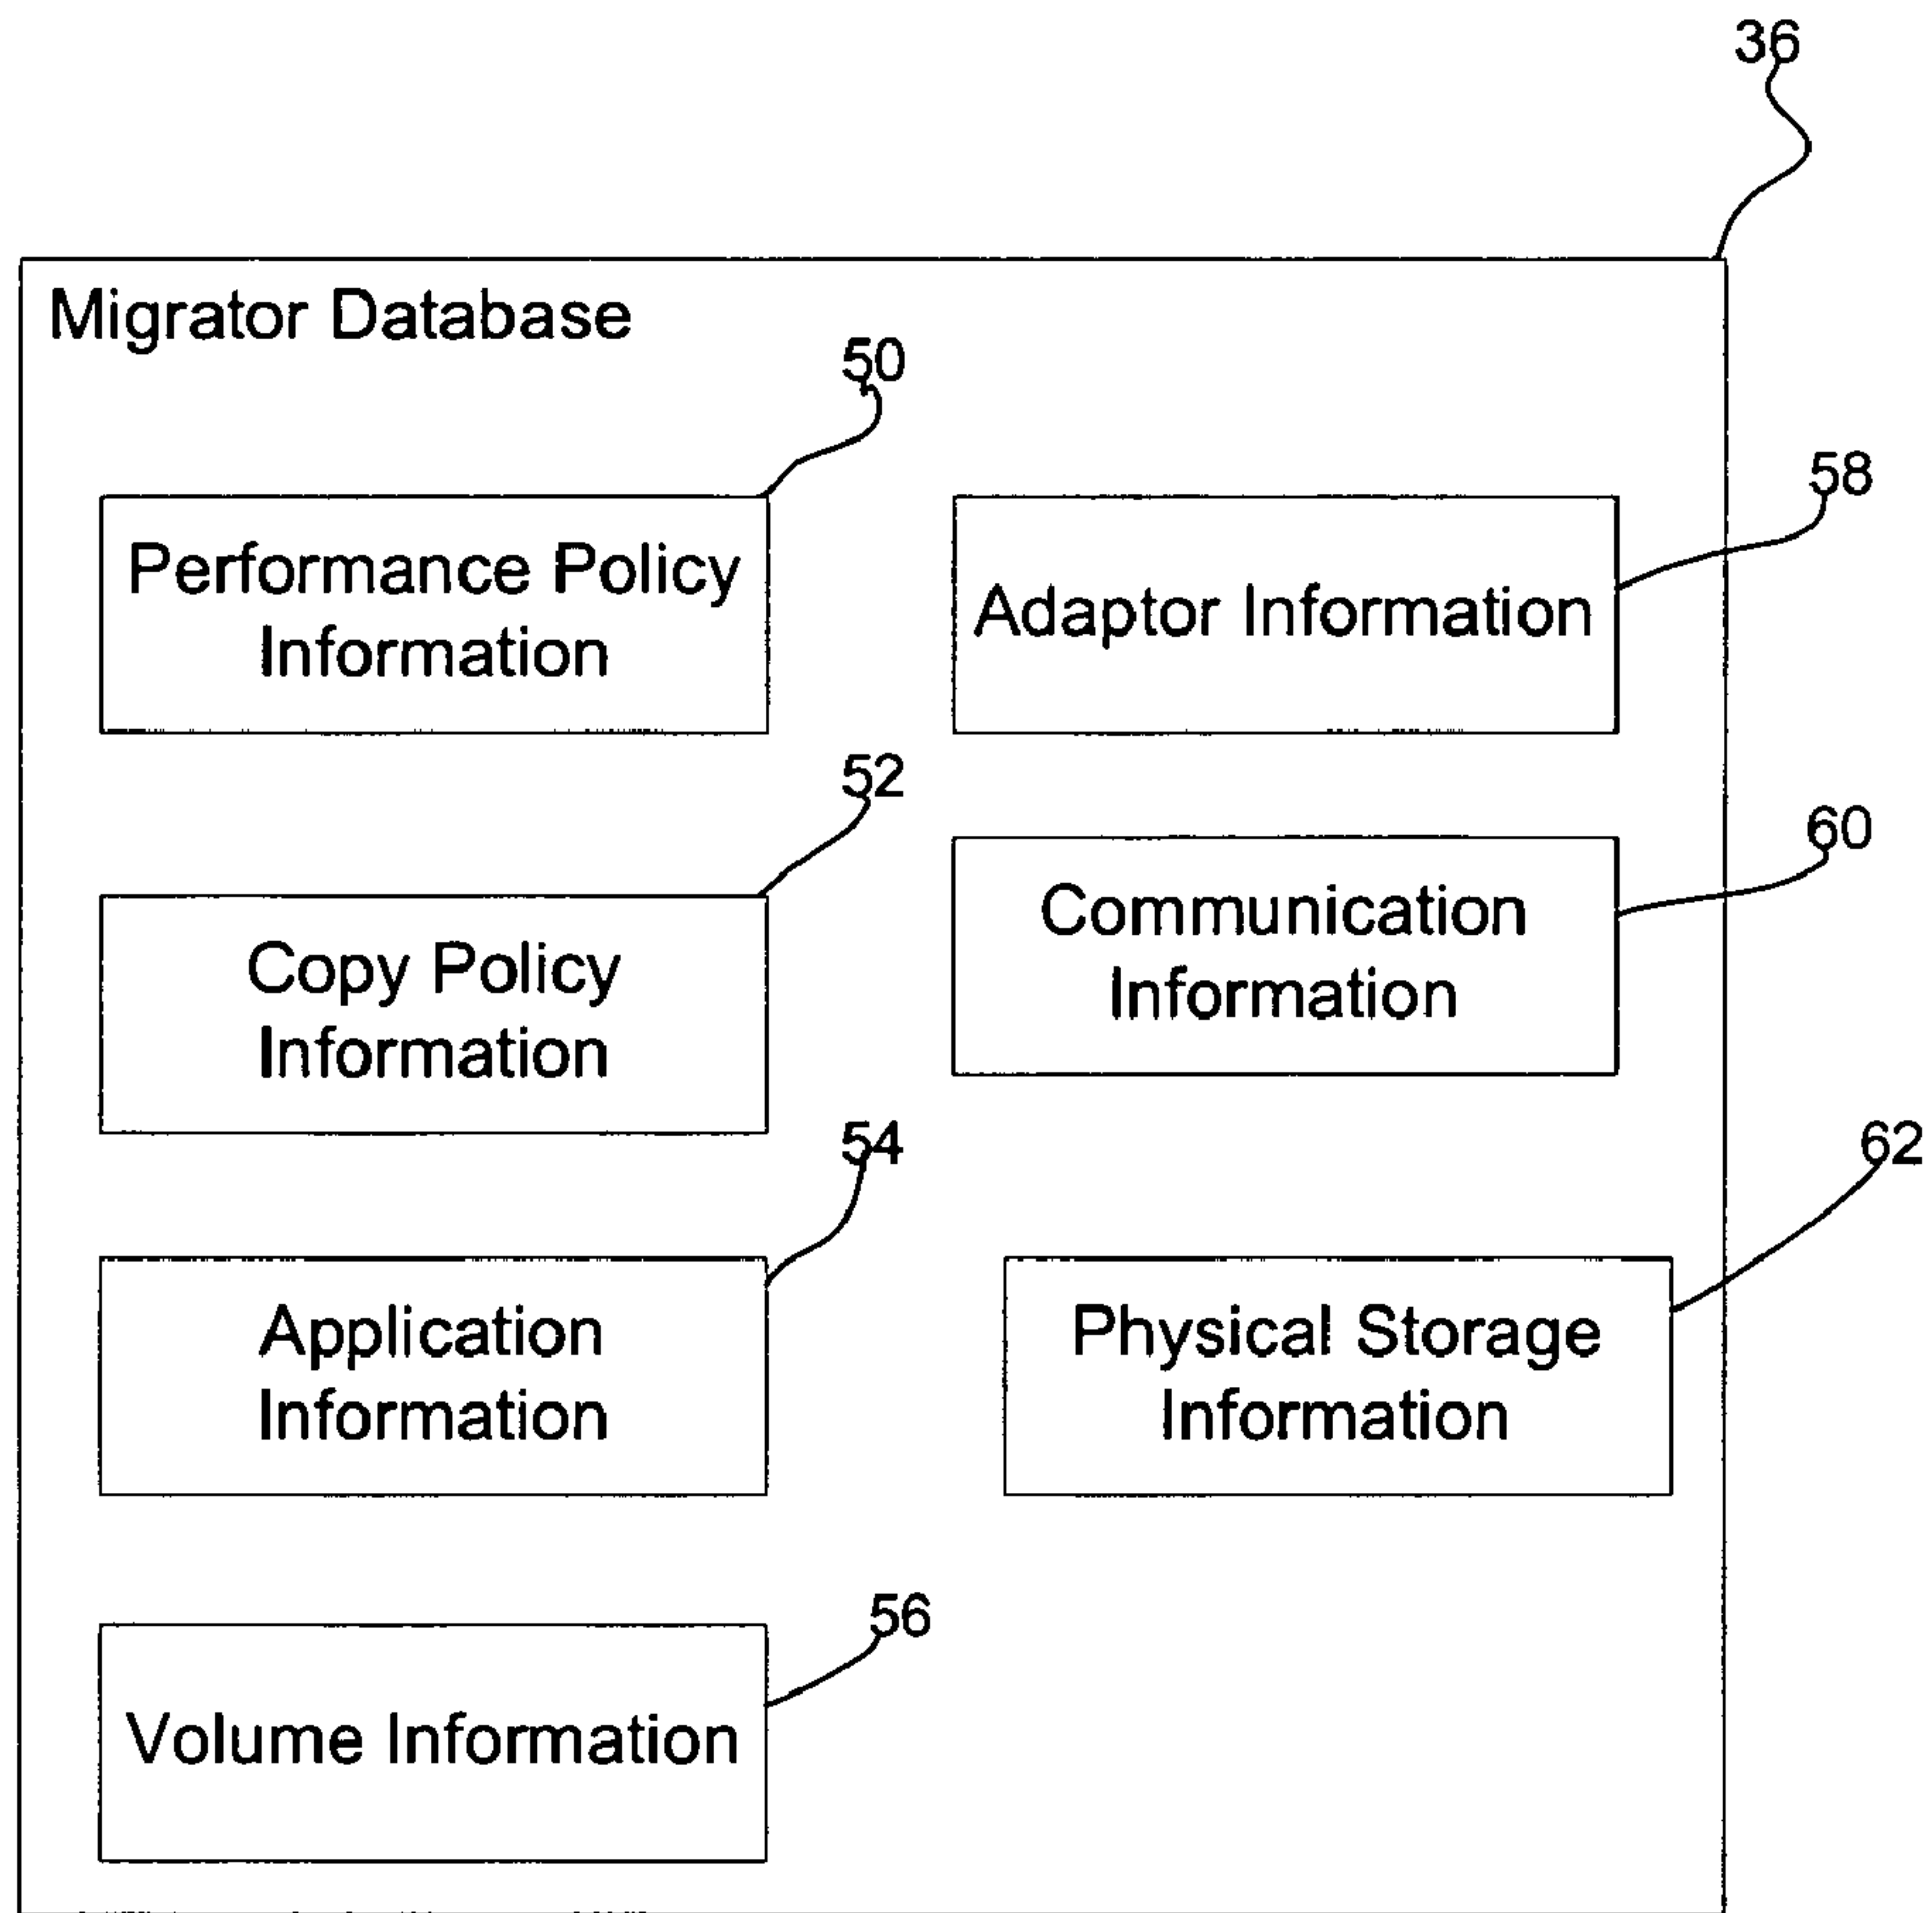 36
Migrator Database
50
Performance Policy
Information
58
Adaptor Information
52
Copy Policy
Information
60
Communication
Information
54
Application
Information
62
Physical Storage
Information
56
Volume Information